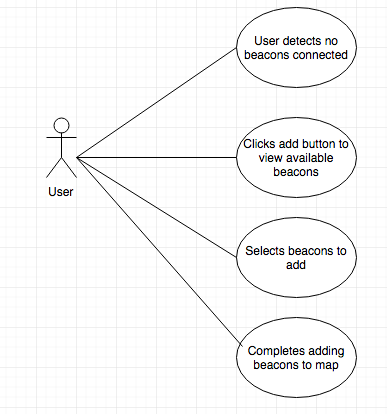 User detects no
beacons connected
Clicks add button to
view available
beacons
User
Selects beacons to
add
Completes adding
beacons to map